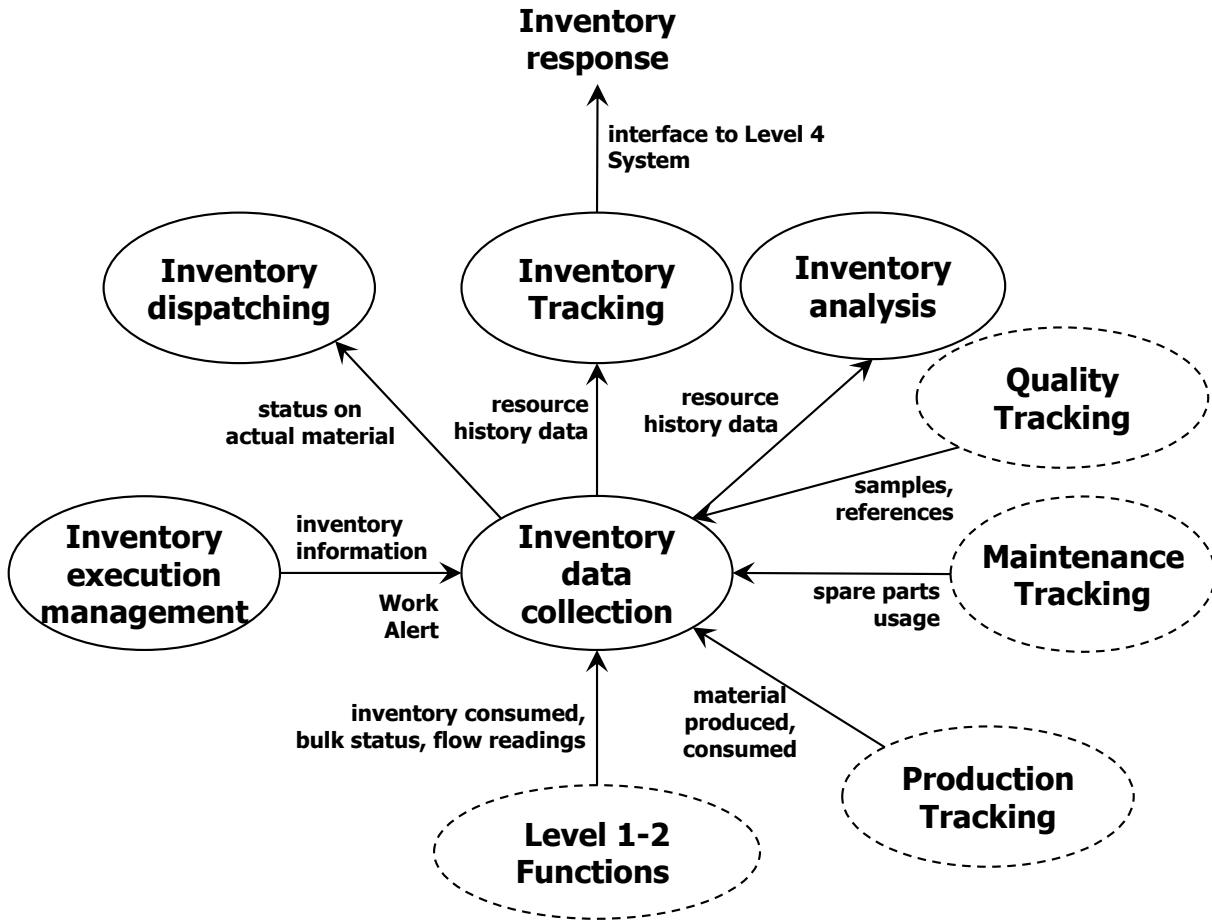 Inventory
response
interface to Level 4
System
Inventory
dispatching
Inventory
Tracking
Inventory
analysis
Quality
Tracking
status on
actual material
resource
history data
resource
history data
samples,
references
Inventory
execution
management
inventory
information
Work
Alert
Inventory
data
collection
Maintenance
Tracking
spare parts
usage
inventory consumed,
bulk status, flow readings
material
produced,
consumed
Production
Tracking
Level 1-2
Functions